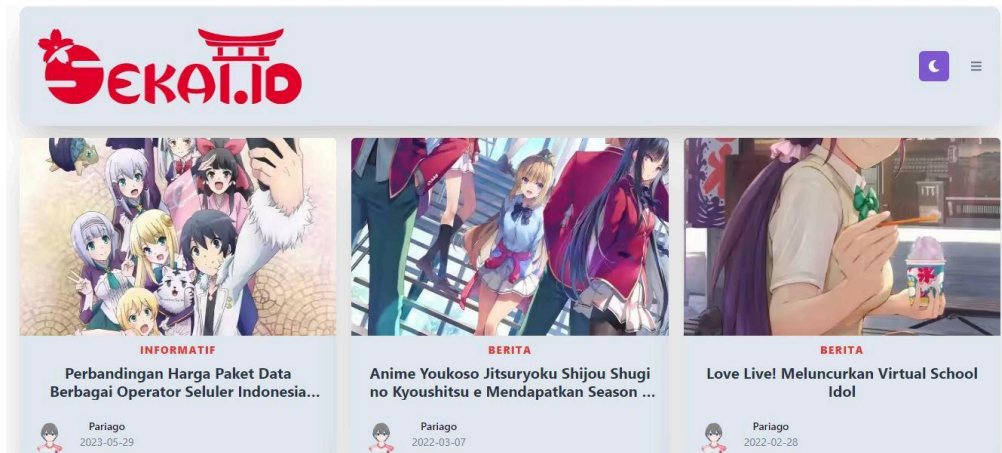 SEKAI.ID
INFORMATIF
Perbandingan Harga Paket Data
Berbagai Operator Seluler Indonesia...
Pariago
2023-05-29
BERITA
Anime Youkoso Jitsuryoku Shijou Shugi
no Kyoushitsu e Mendapatkan Season ...
Pariago
2022-03-07
BERITA
Love Live! Meluncurkan Virtual School
Idol
Pariago
2022-02-28